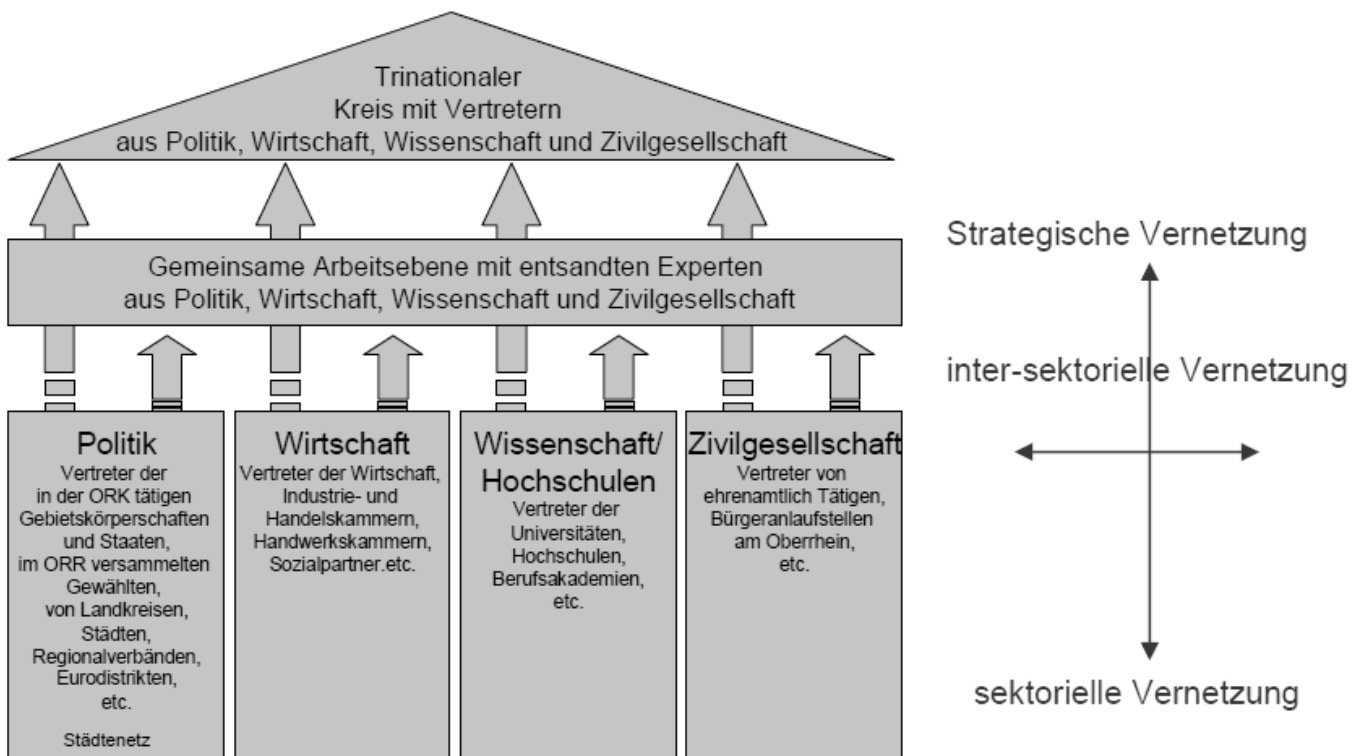 Trinationaler
Kreis mit Vertretern
aus Politik, Wirtschaft, Wissenschaft und Zivilgesellschaft
Gemeinsame Arbeitsebene mit entsandten Experten
aus Politik, Wirtschaft, Wissenschaft und Zivilgesellschaft
Politik
Vertreter der
in der ORK tätigen
Gebietskörperschaften
und Staaten,
im ORR versammelten
Gewählten,
von Landkreisen,
Städten,
Regionalverbänden,
Eurodistrikten,
etc.
Städtenetz
Wirtschaft
Vertreter der Wirtschaft,
Industrie- und
Handelskammern,
Handwerkskammern,
Sozialpartner.etc.
Wissenschaft/
Hochschulen
Vertreter der
Universitäten,
Hochschulen,
Berufsakademien,
etc.
Zivilgesellschaft
Vertreter von
ehrenamtlich Tätigen,
Bürgeranlaufstellen
am Oberrhein,
etc.
Strategische Vernetzung
inter-sektorielle Vernetzung
sektorielle Vernetzung